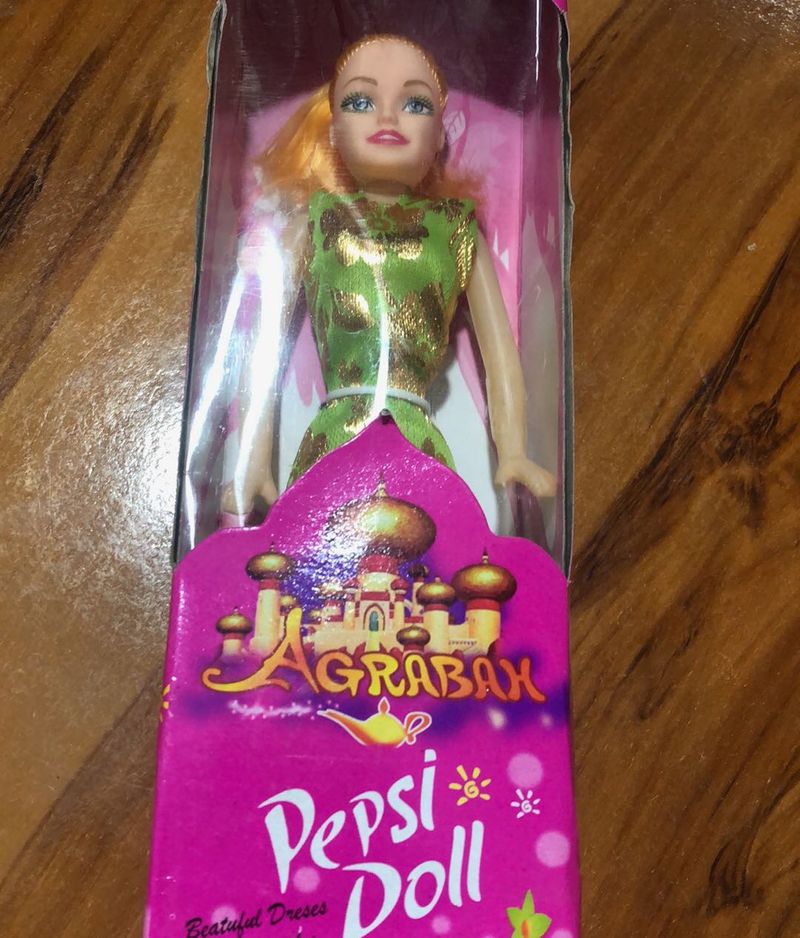 AGRABAH
Pepsi
Doll
Beatuful Dreses